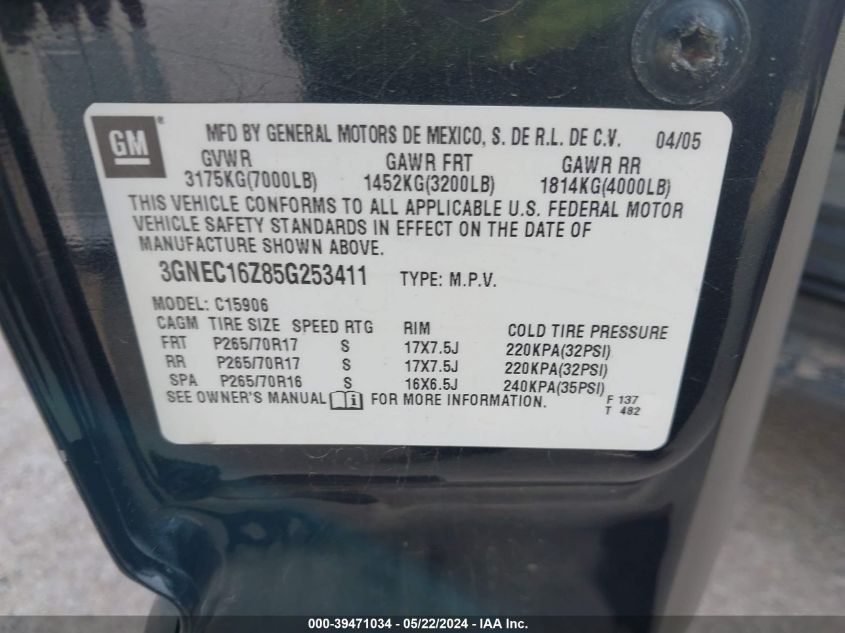 GM ® MFD BY GENERAL MOTORS DE MEXICO, S. DE R.L. DE C.V. 04/05
GVWR GAWR FRT GAWR RR
3175KG(7000LB) 1452KG(3200LB) 1814KG(4000LB)
THIS VEHICLE CONFORMS TO ALL APPLICABLE U.S. FEDERAL MOTOR
VEHICLE SAFETY STANDARDS IN EFFECT ON THE DATE OF
MANUFACTURE SHOWN ABOVE.
3GNEC16Z85G253411 TYPE: M.P.V.
MODEL: C15906
CAGM TIRE SIZE SPEED RTG RIM COLD TIRE PRESSURE
FRT P265/70R17 S 17X7.5J 220KPA(32PSI)
RR P265/70R17 S 17X7.5J 220KPA(32PSI)
SPA P265/70R16 S 16X6.5J 240KPA(35PSI)
SEE OWNER'S MANUAL i FOR MORE INFORMATION. F 137
T 482
000-39471034 - 05/22/2024 - IAA Inc.